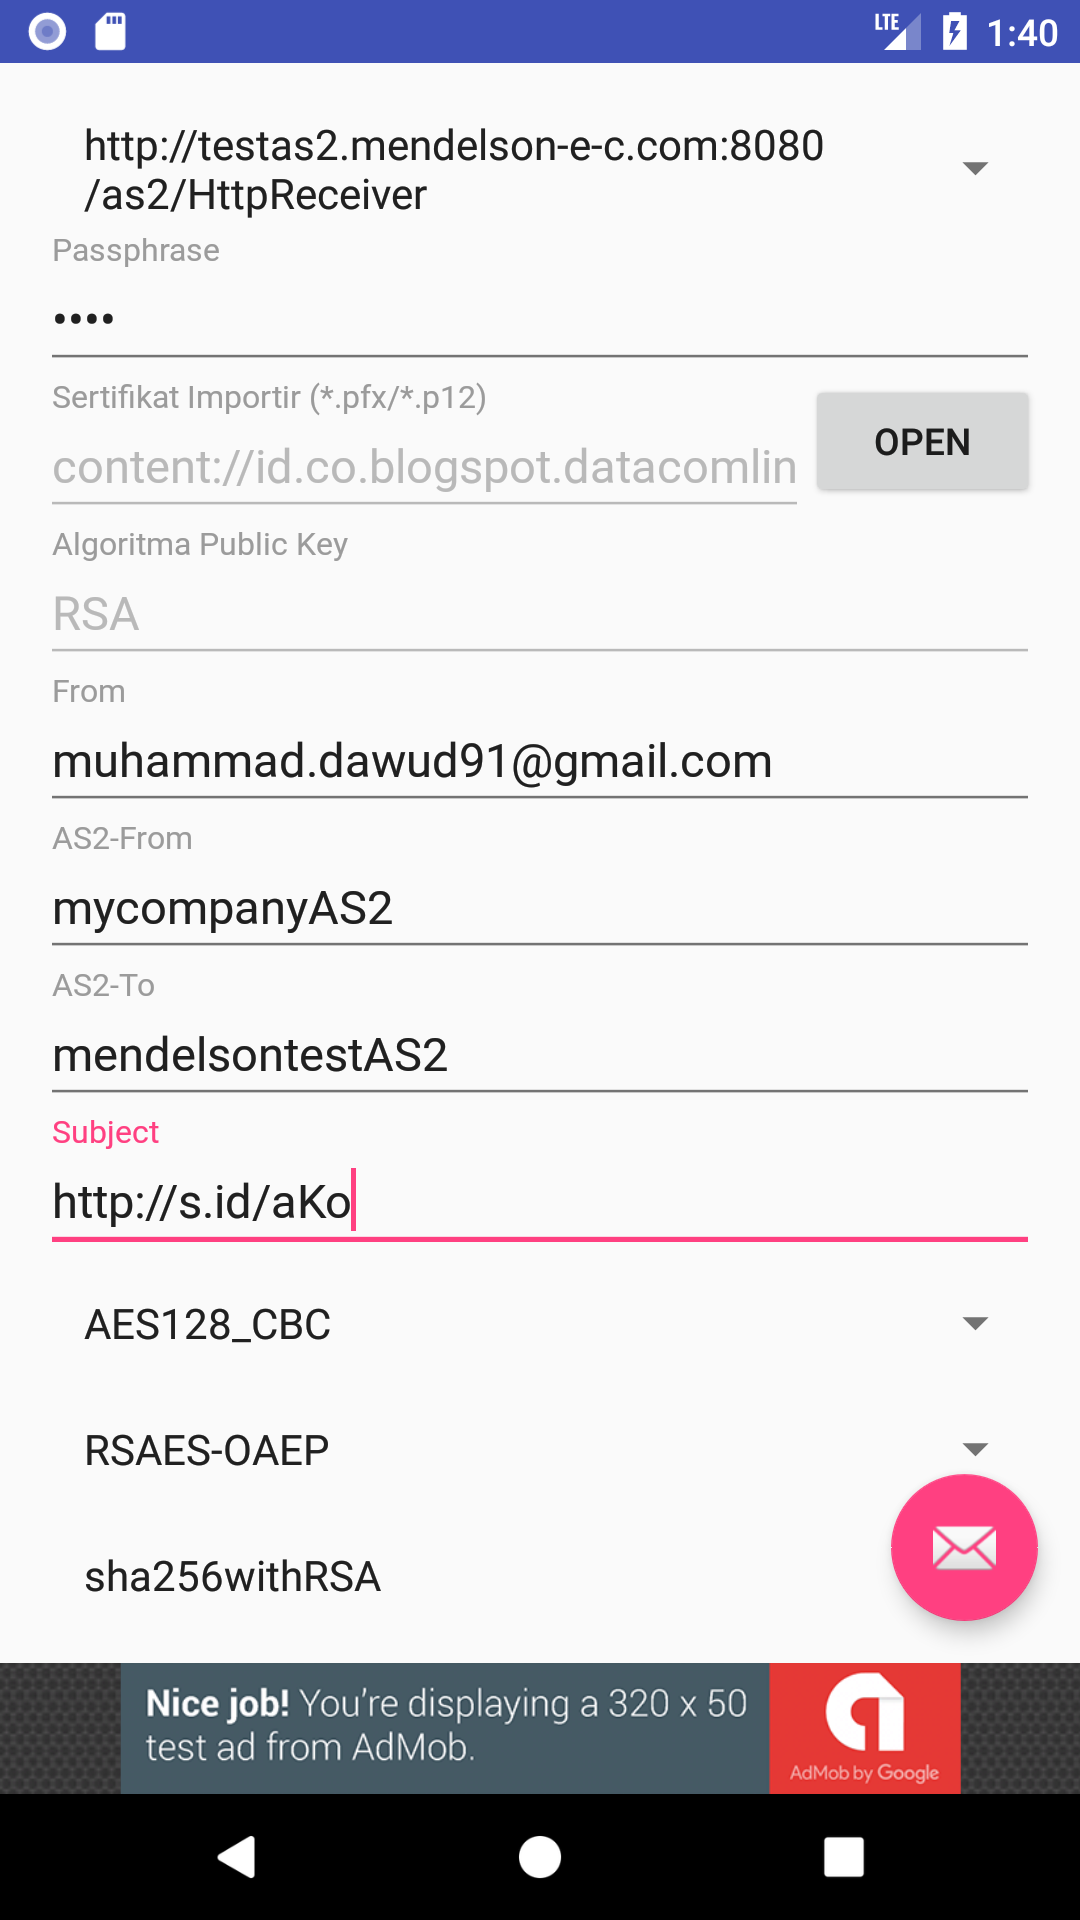 LTE 1:40
http://testas2.mendelson-e-c.com:8080
/as2/HttpReceiver
Passphrase
••••
Sertifikat Importir (*.pfx/*.p12)
content://id.co.blogspot.datacomlin
OPEN
Algoritma Public Key
RSA
From
muhammad.dawud91@gmail.com
AS2-From
mycompanyAS2
AS2-To
mendelsontestAS2
Subject
http://s.id/aKo
AES128_CBC
RSAES-OAEP
sha256withRSA
Nice job! You're displaying a 320 x 50
test ad from AdMob.
AdMob by Google